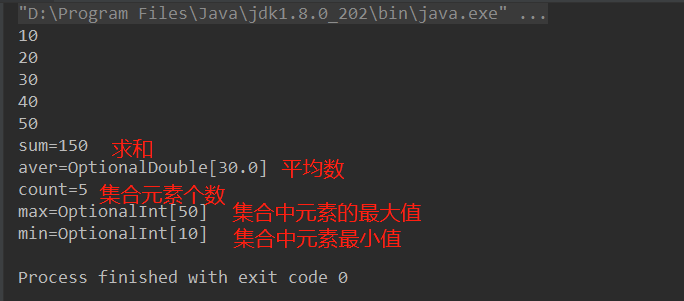 "D:\Program Files\Java\jdk1.8.0_202\bin\java.exe" ...
10
20
30
40
50
sum=150 求和
aver=OptionalDouble[30.0] 平均数
count=5 集合元素个数
max=OptionalInt[50] 集合中元素的最大值
min=OptionalInt[10] 集合中元素最小值
Process finished with exit code 0